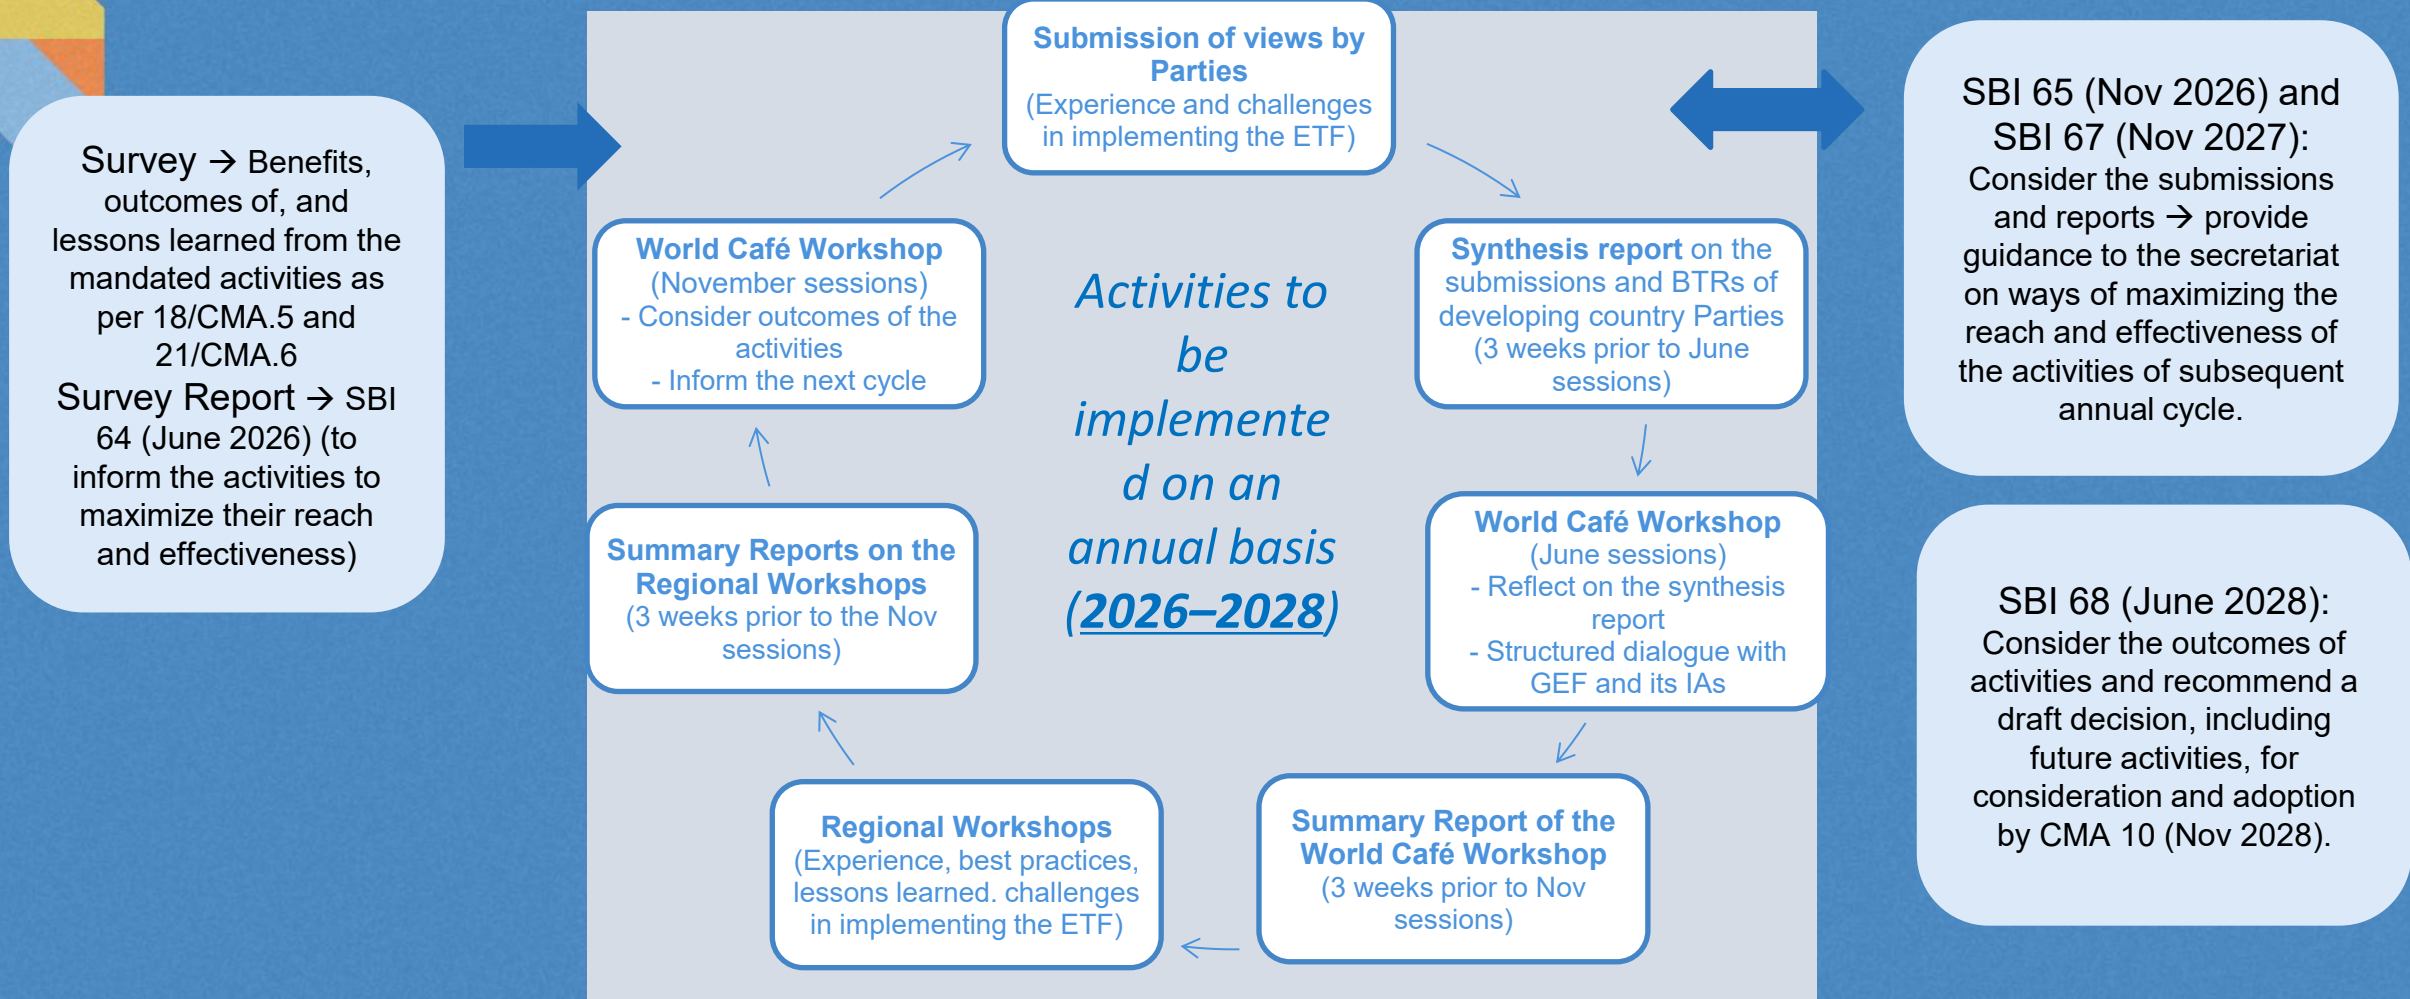 Survey → Benefits,
outcomes of, and
lessons learned from the
mandated activities as
per 18/CMA.5 and
21/CMA.6
Survey Report → SBI
64 (June 2026) (to
inform the activities to
maximize their reach
and effectiveness)
Submission of views by
Parties
(Experience and challenges
in implementing the ETF)
Synthesis report on the
submissions and BTRs of
developing country Parties
(3 weeks prior to June
sessions)
World Café Workshop
(June sessions)
- Reflect on the synthesis
report
- Structured dialogue with
GEF and its IAs
Summary Report of the
World Café Workshop
(3 weeks prior to Nov
sessions)
Regional Workshops
(Experience, best practices,
lessons learned. challenges
in implementing the ETF)
Summary Reports on the
Regional Workshops
(3 weeks prior to the Nov
sessions)
World Café Workshop
(November sessions)
- Consider outcomes of the
activities
- Inform the next cycle
Activities to
be
implemente
d on an
annual basis
(2026–2028)
SBI 65 (Nov 2026) and
SBI 67 (Nov 2027):
Consider the submissions
and reports → provide
guidance to the secretariat
on ways of maximizing the
reach and effectiveness of
the activities of subsequent
annual cycle.
SBI 68 (June 2028):
Consider the outcomes of
activities and recommend a
draft decision, including
future activities, for
consideration and adoption
by CMA 10 (Nov 2028).